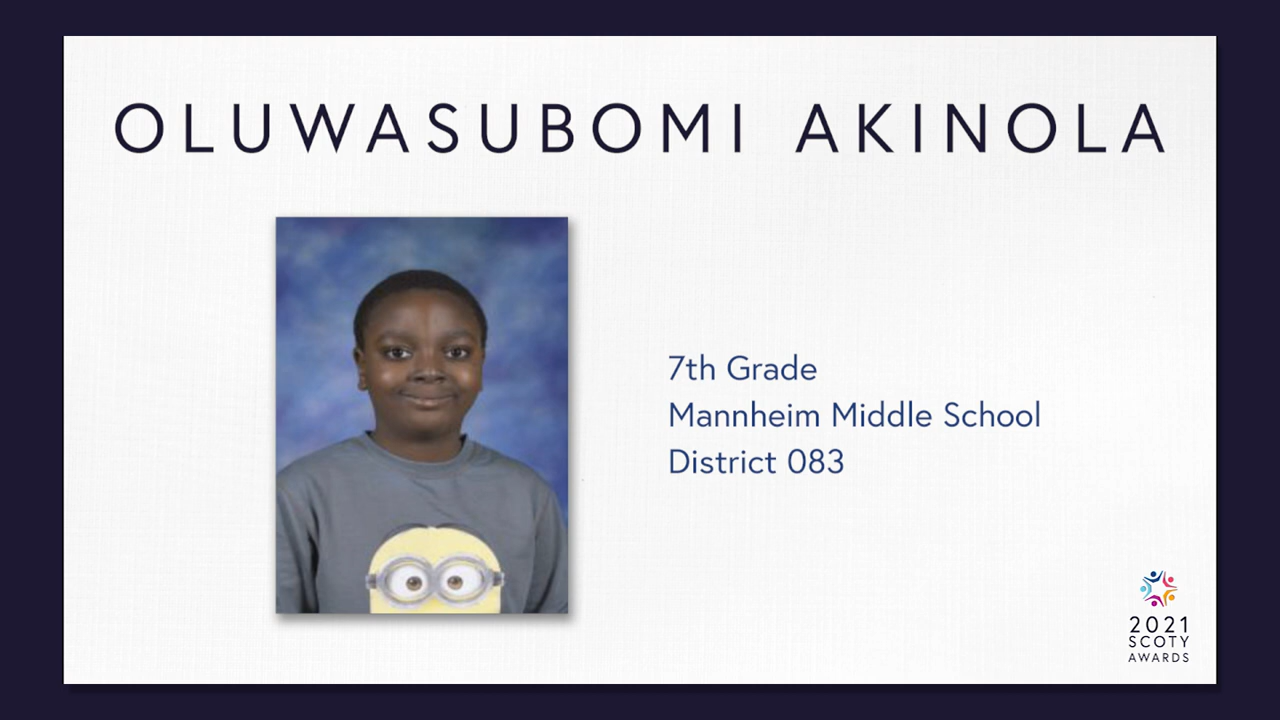 OLUWASUBOMI AKINOLA
7th Grade
Mannheim Middle School
District 083
2021
SCOTY
AWARDS